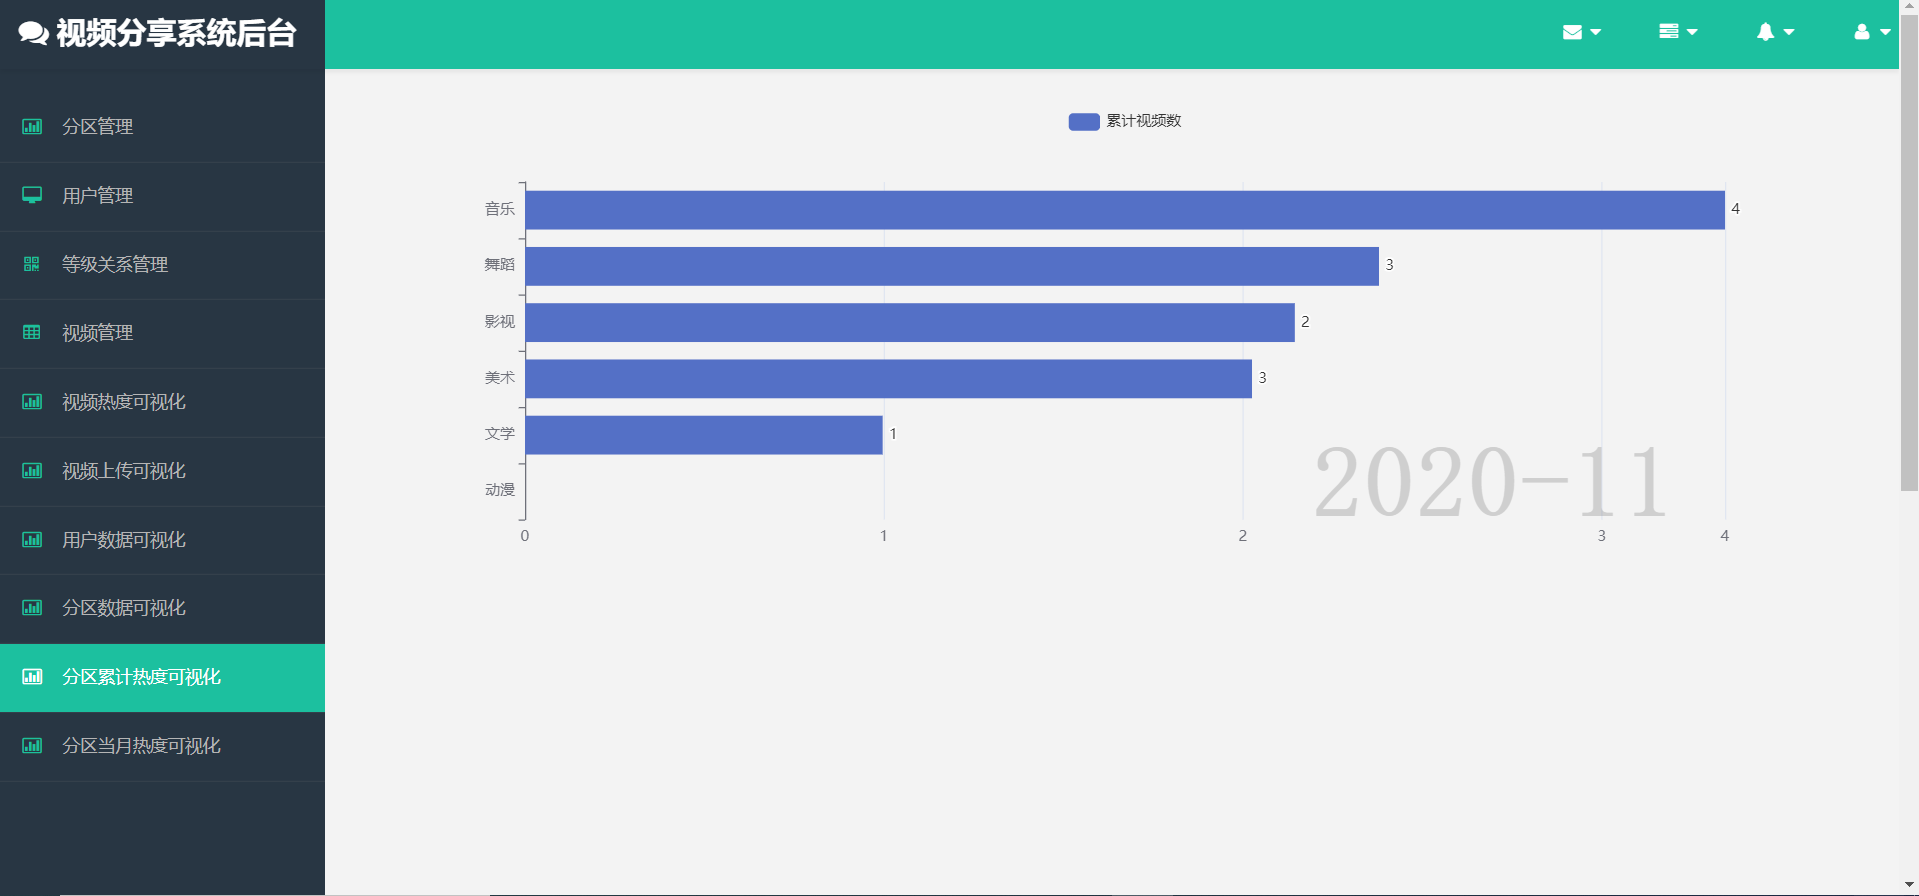 视频分享系统后台
分区管理
用户管理
等级关系管理
视频管理
视频热度可视化
视频上传可视化
用户数据可视化
分区数据可视化
分区累计热度可视化
分区当月热度可视化
累计视频数
音乐 4
舞蹈 3
影视 2
美术 3
文学 1
动漫
2020-11
0 1 2 3 4